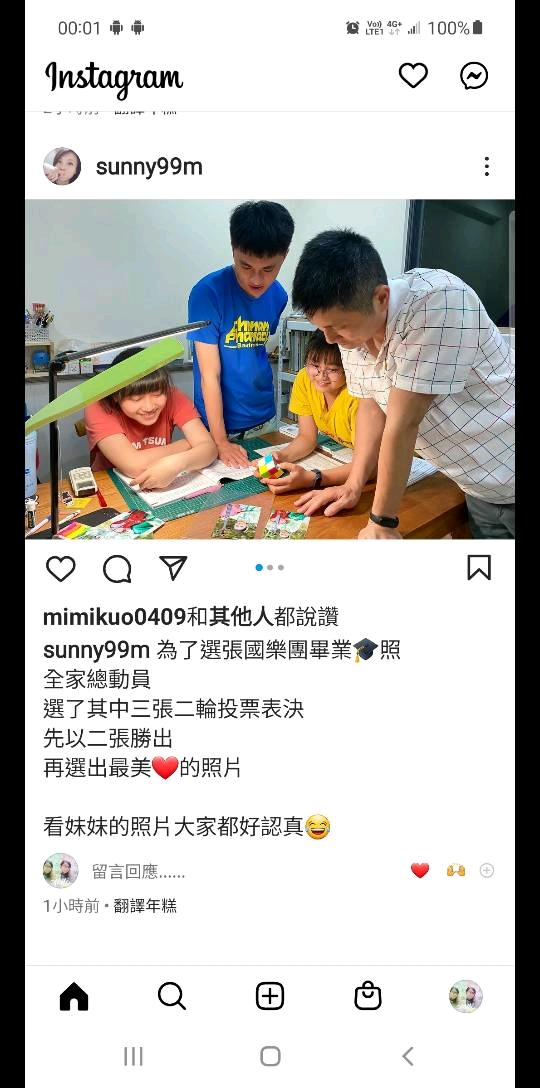 00:01
Vo)) LTE1 4G+ 100%
Instagram
sunny99m
mimikuo0409和其他人都說讚
sunny99m 為了選張國樂團畢業🎓照
全家總動員
選了其中三張二輪投票表決
先以二張勝出
再選出最美❤️的照片
看妹妹的照片大家都好認真😂
留言回應......
1小時前 • 翻譯年糕